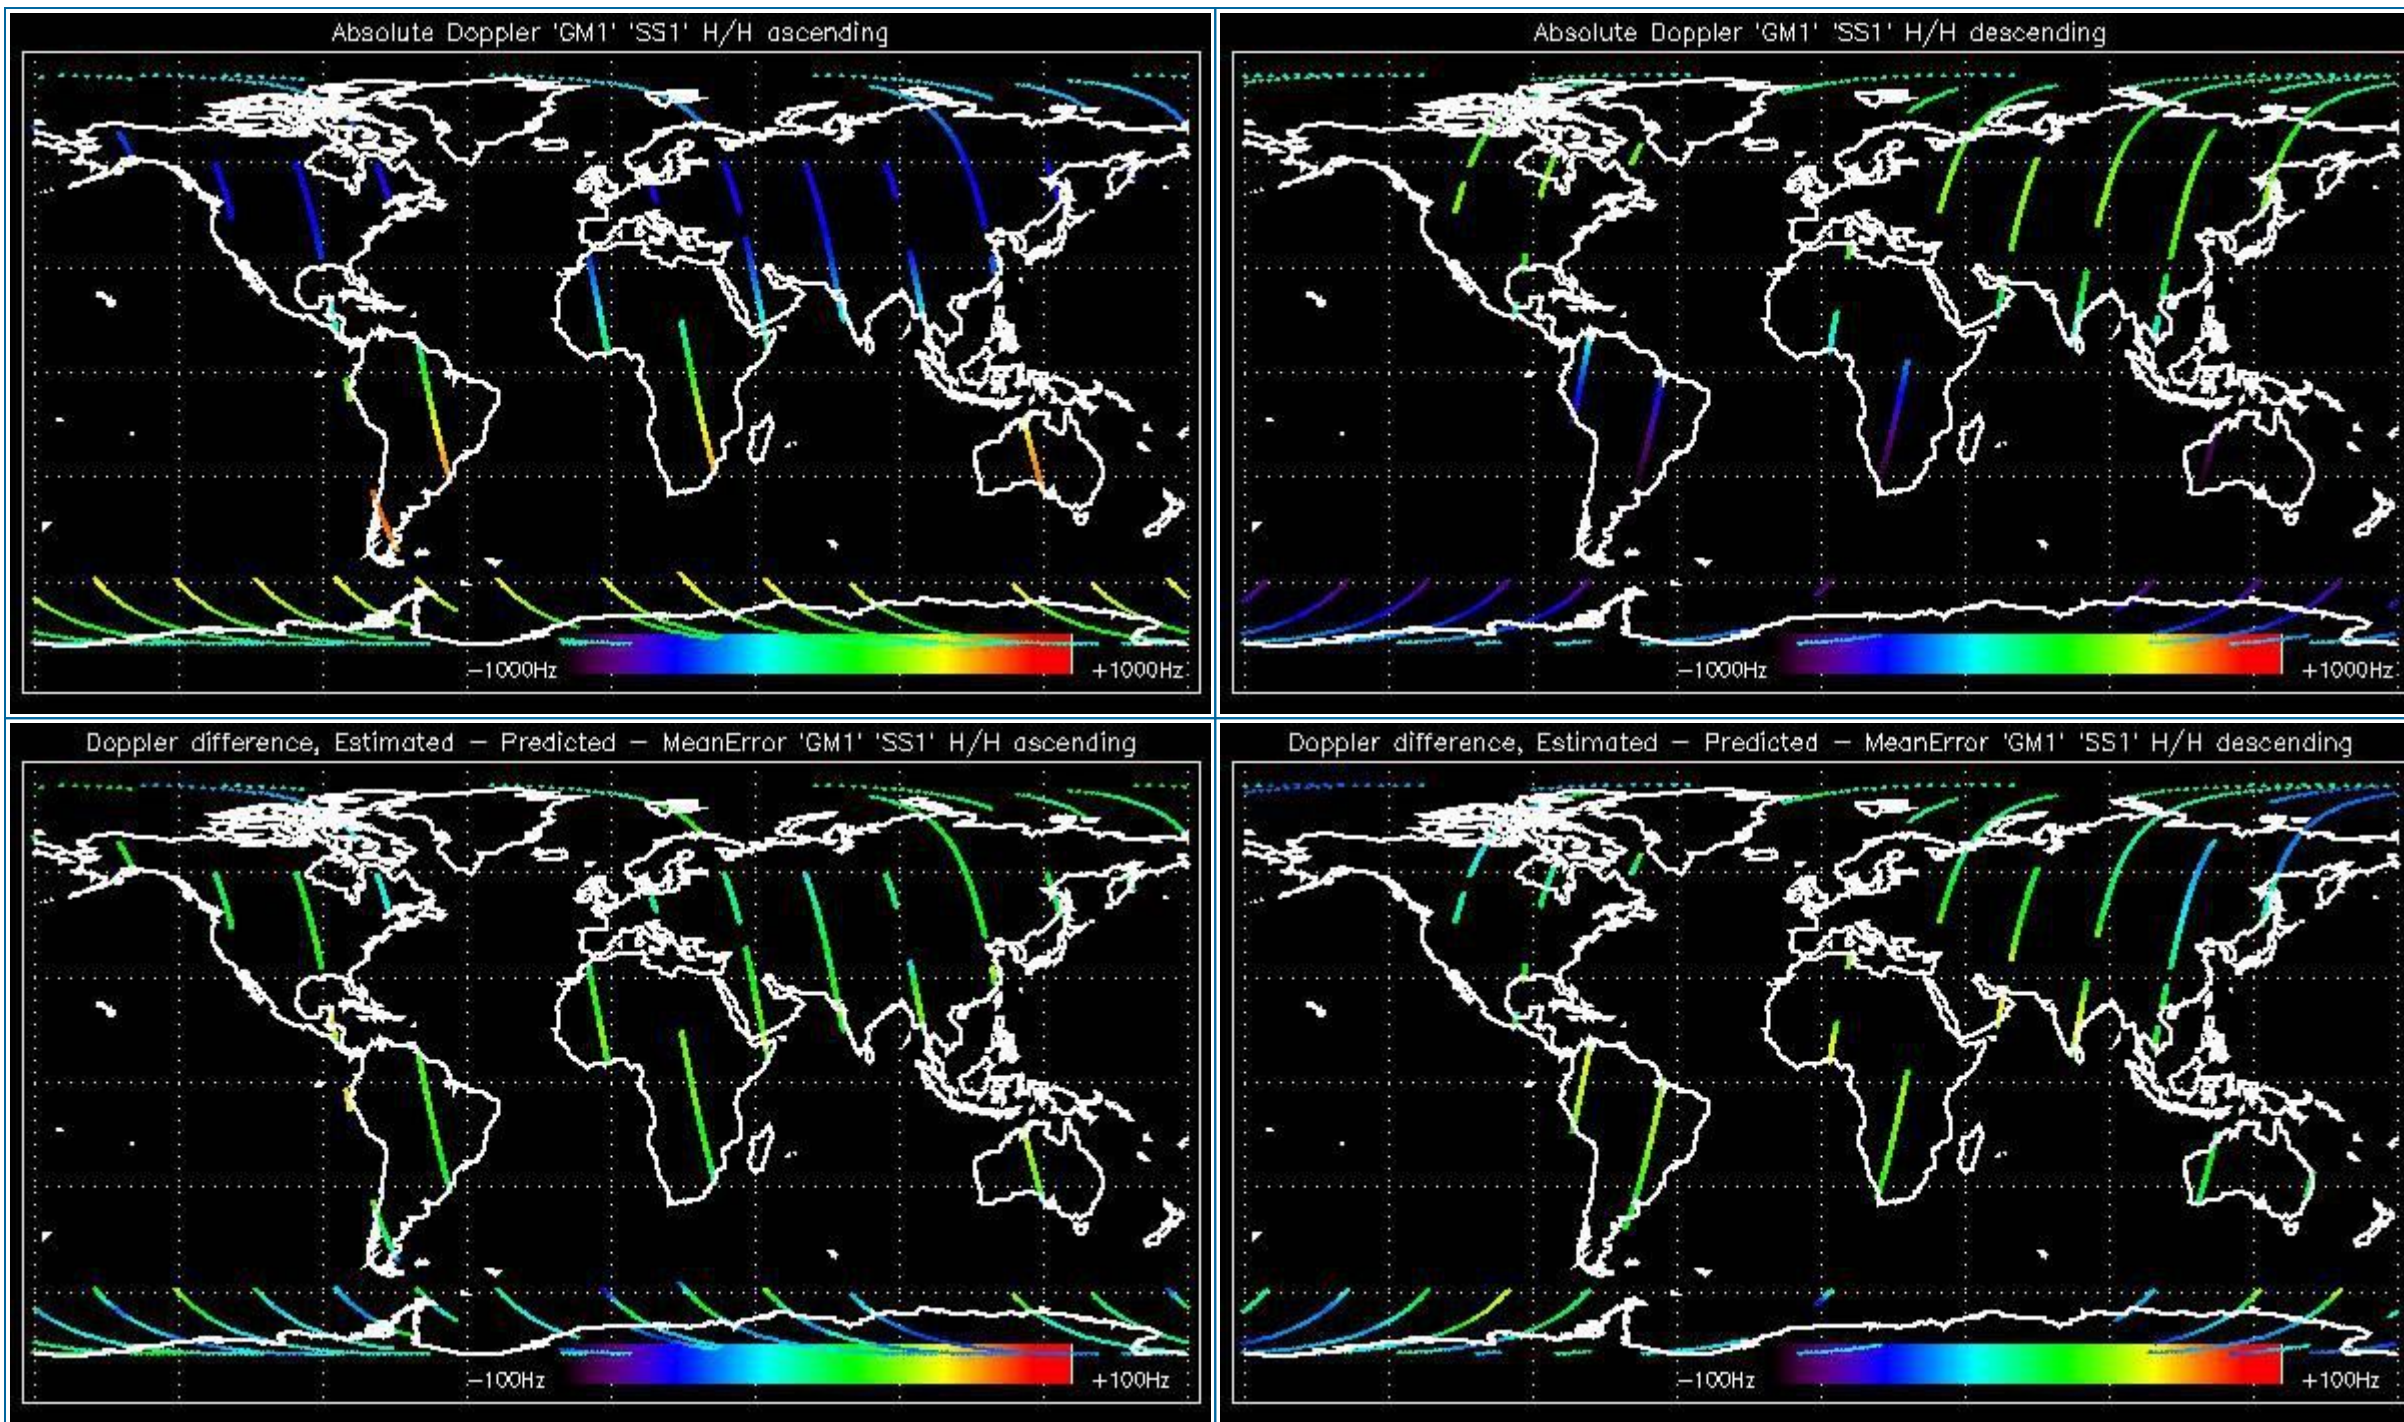 Absolute Doppler 'GM1' 'SS1' H/H ascending
-1000Hz
+1000Hz
Absolute Doppler 'GM1' 'SS1' H/H descending
-1000Hz
+1000Hz
Doppler difference, Estimated - Predicted - MeanError 'GM1' 'SS1' H/H ascending
-100Hz
+100Hz
Doppler difference, Estimated - Predicted - MeanError 'GM1' 'SS1' H/H descending
-100Hz
+100Hz